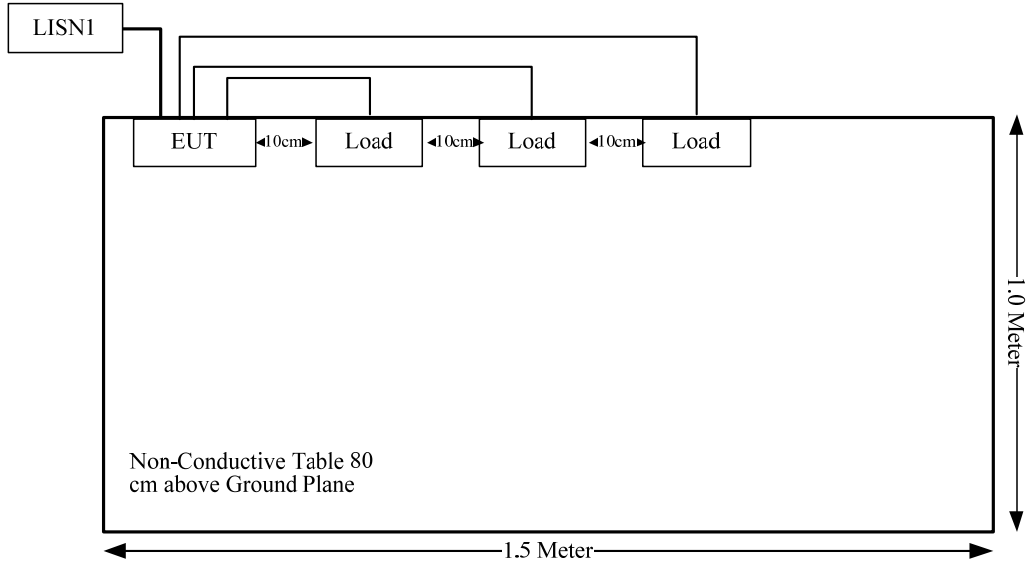 LISN1
EUT
10cm
Load
10cm
Load
10cm
Load
1.0 Meter
Non-Conductive Table 80
cm above Ground Plane
1.5 Meter